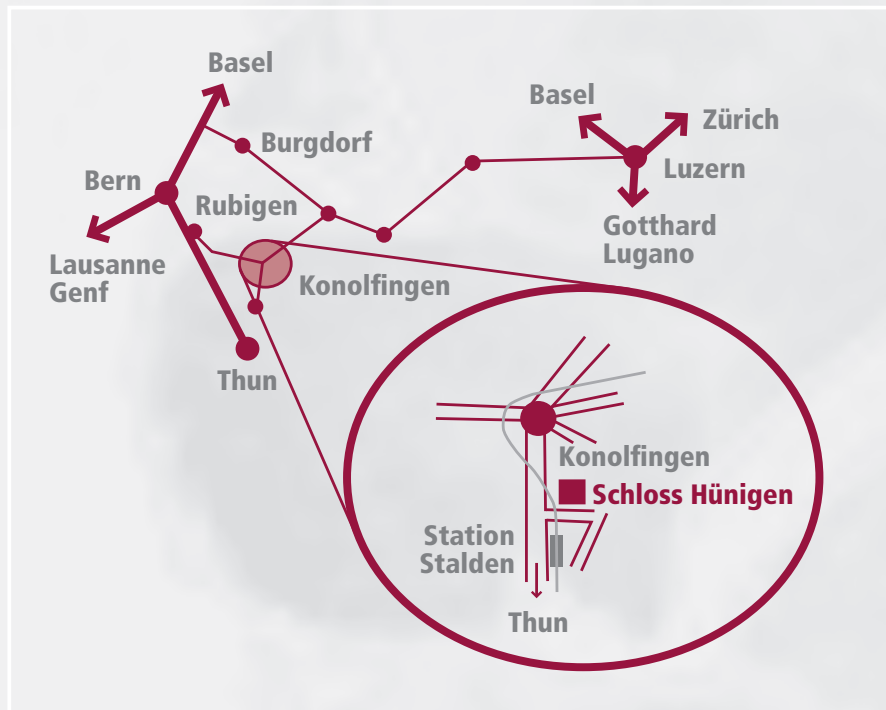 Basel
Burgdorf
Bern
Rubigen
Lausanne
Genf
Konolfingen
Thun
Basel
Zürich
Luzern
Gotthard
Lugano
Konolfingen
Schloss Hünigen
Station
Stalden
Thun